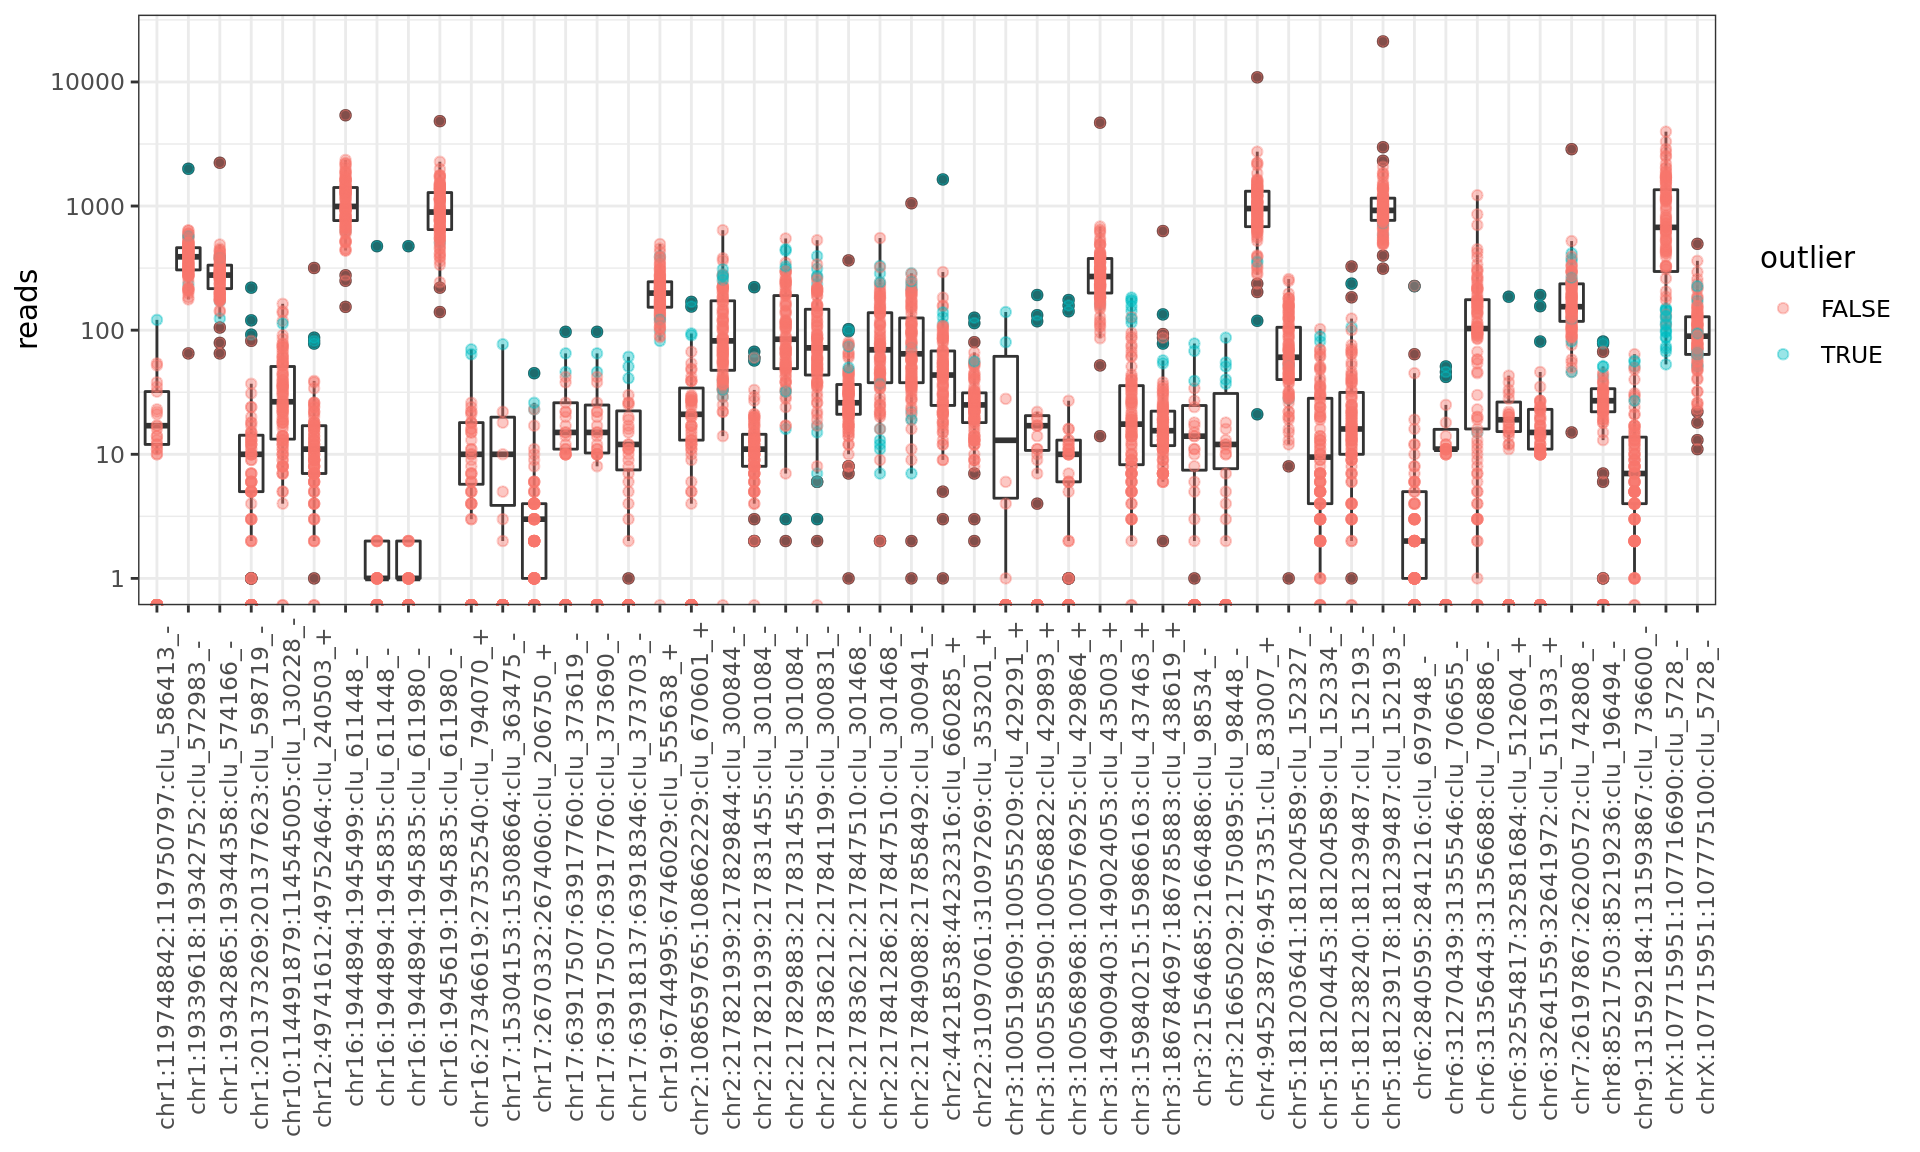 10000
1000
100
10
1
reads
outlier
FALSE
TRUE
chr1:119748842:119750797:clu_586413_-
chr1:19339618:19342752:clu_572983_-
chr1:19342865:19344358:clu_574166_-
chr1:201373269:201377623:clu_598719_-
chr10:114491879:114545005:clu_130228_-
chr12:49741612:49752464:clu_240503_+
chr16:1944894:1945499:clu_611448_-
chr16:1944894:1945835:clu_611448_-
chr16:1944894:1945835:clu_611980_-
chr16:1945619:1945835:clu_611980_-
chr16:27346619:27352540:clu_794070_+
chr17:15304153:15308664:clu_363475_-
chr17:2670332:2674060:clu_206750_+
chr17:63917507:63917760:clu_373619_-
chr17:63917507:63917760:clu_373690_-
chr17:63918137:63918346:clu_373703_-
chr19:6744995:6746029:clu_555638_+
chr2:108659765:108662229:clu_670601_+
chr2:217821939:217829844:clu_300844_-
chr2:217821939:217831455:clu_301084_-
chr2:217829883:217831455:clu_301084_-
chr2:217836212:217841199:clu_300831_-
chr2:217836212:217847510:clu_301468_-
chr2:217841286:217847510:clu_301468_-
chr2:217849088:217858492:clu_300941_-
chr2:44218538:44232316:clu_660285_+
chr22:31097061:31097269:clu_353201_+
chr3:100519609:100555209:clu_429291_+
chr3:100558590:100568822:clu_429893_+
chr3:100568968:100576925:clu_429864_+
chr3:149009403:149024053:clu_435003_+
chr3:159840215:159866163:clu_437463_+
chr3:186784697:186785883:clu_438619_+
chr3:21564685:21664886:clu_98534_-
chr3:21665029:21750895:clu_98448_-
chr4:94523876:94573351:clu_833007_+
chr5:181203641:181204589:clu_152327_-
chr5:181204453:181204589:clu_152334_-
chr5:181238240:181239487:clu_152193_-
chr5:181239178:181239487:clu_152193_-
chr6:2840595:2841216:clu_697948_-
chr6:31270439:31355546:clu_706655_-
chr6:31356443:31356688:clu_706886_-
chr6:32554817:32581684:clu_512604_+
chr6:32641559:32641972:clu_511933_+
chr7:26197867:26200572:clu_742808_-
chr8:85217503:85219236:clu_196494_-
chr9:131592184:131593867:clu_736600_-
chrX:107715951:107716690:clu_57728_-
chrX:107715951:107775100:clu_57728_-